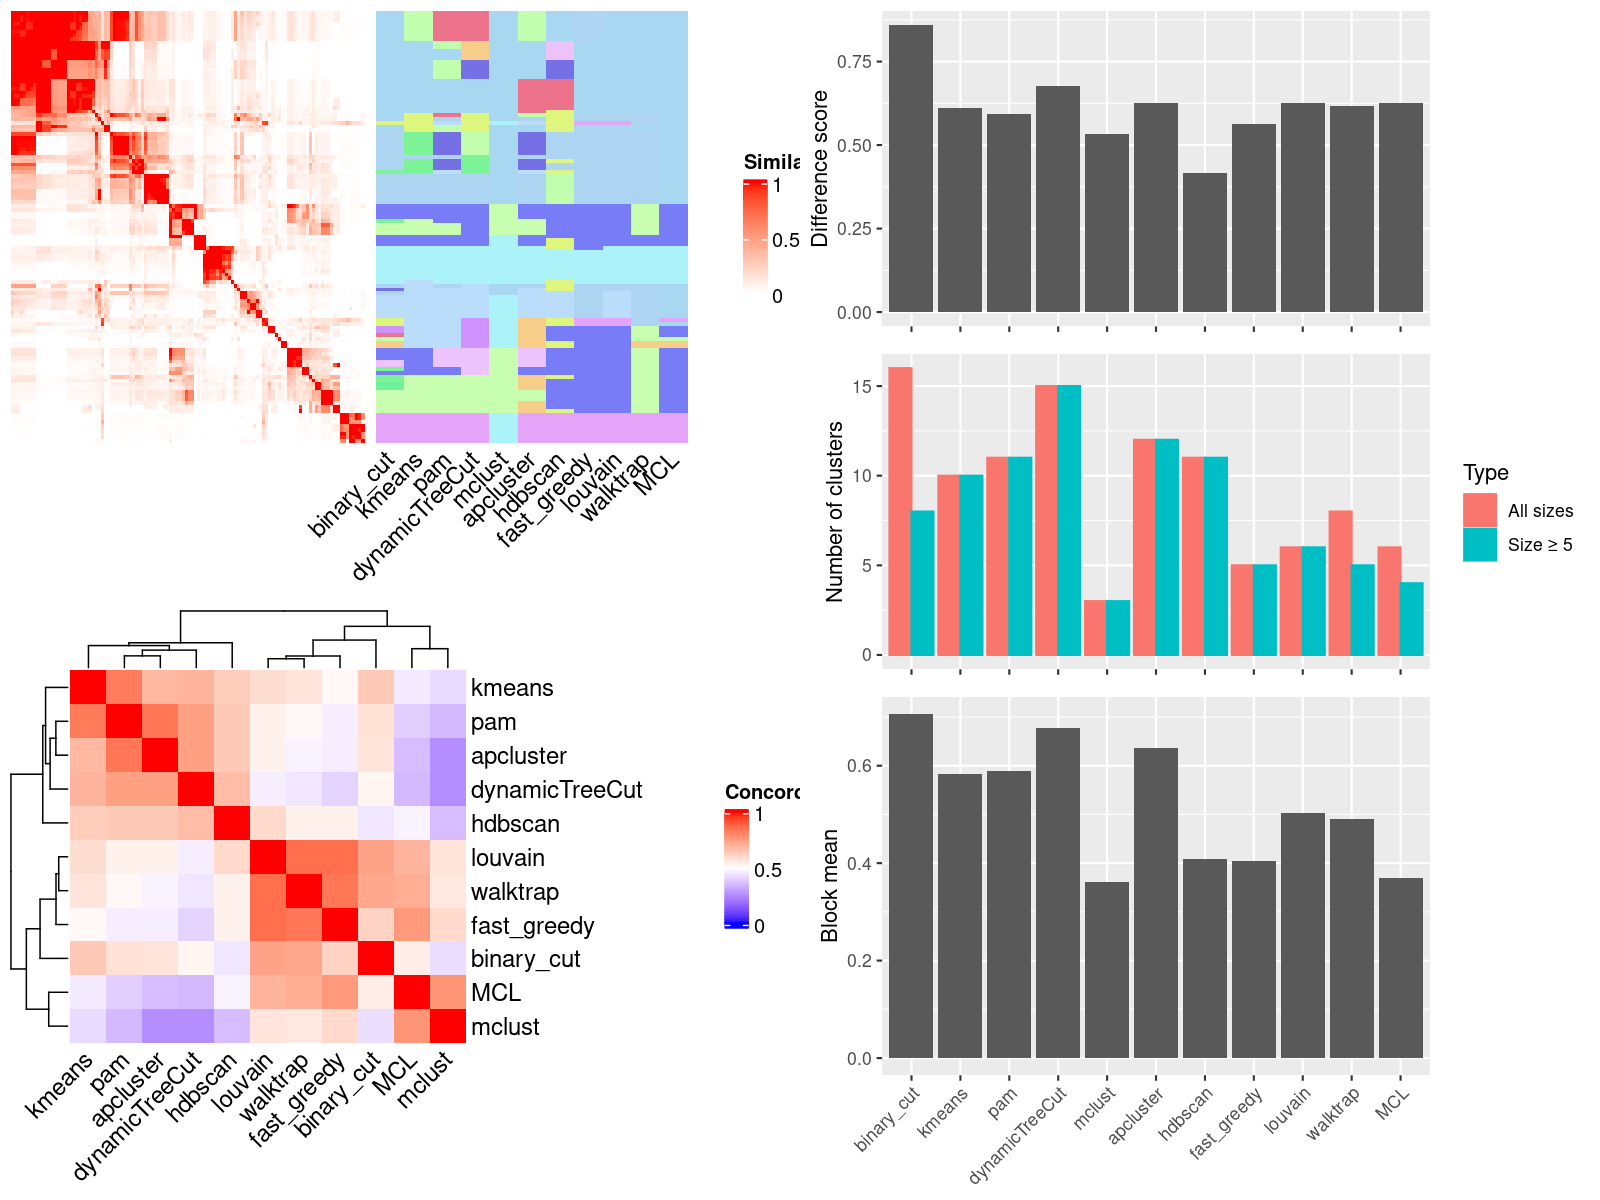 Simila
1
0.5
0
binary_cut
kmeans
pam
dynamicTreeCut
mclust
apcluster
hdbscan
fast_greedy
louvain
walktrap
MCL
kmeans
pam
apcluster
dynamicTreeCut
hdbscan
louvain
walktrap
fast_greedy
binary_cut
MCL
mclust
kmeans
pam
apcluster
dynamicTreeCut
hdbscan
louvain
walktrap
fast_greedy
binary_cut
MCL
mclust
Concord
1
0.5
0
Difference score
0.75
0.50
0.25
0.00
Number of clusters
15
10
5
0
Type
All sizes
Size ≥ 5
Block mean
0.6
0.4
0.2
0.0
binary_cut
kmeans
pam
dynamicTreeCut
mclust
apcluster
hdbscan
fast_greedy
louvain
walktrap
MCL